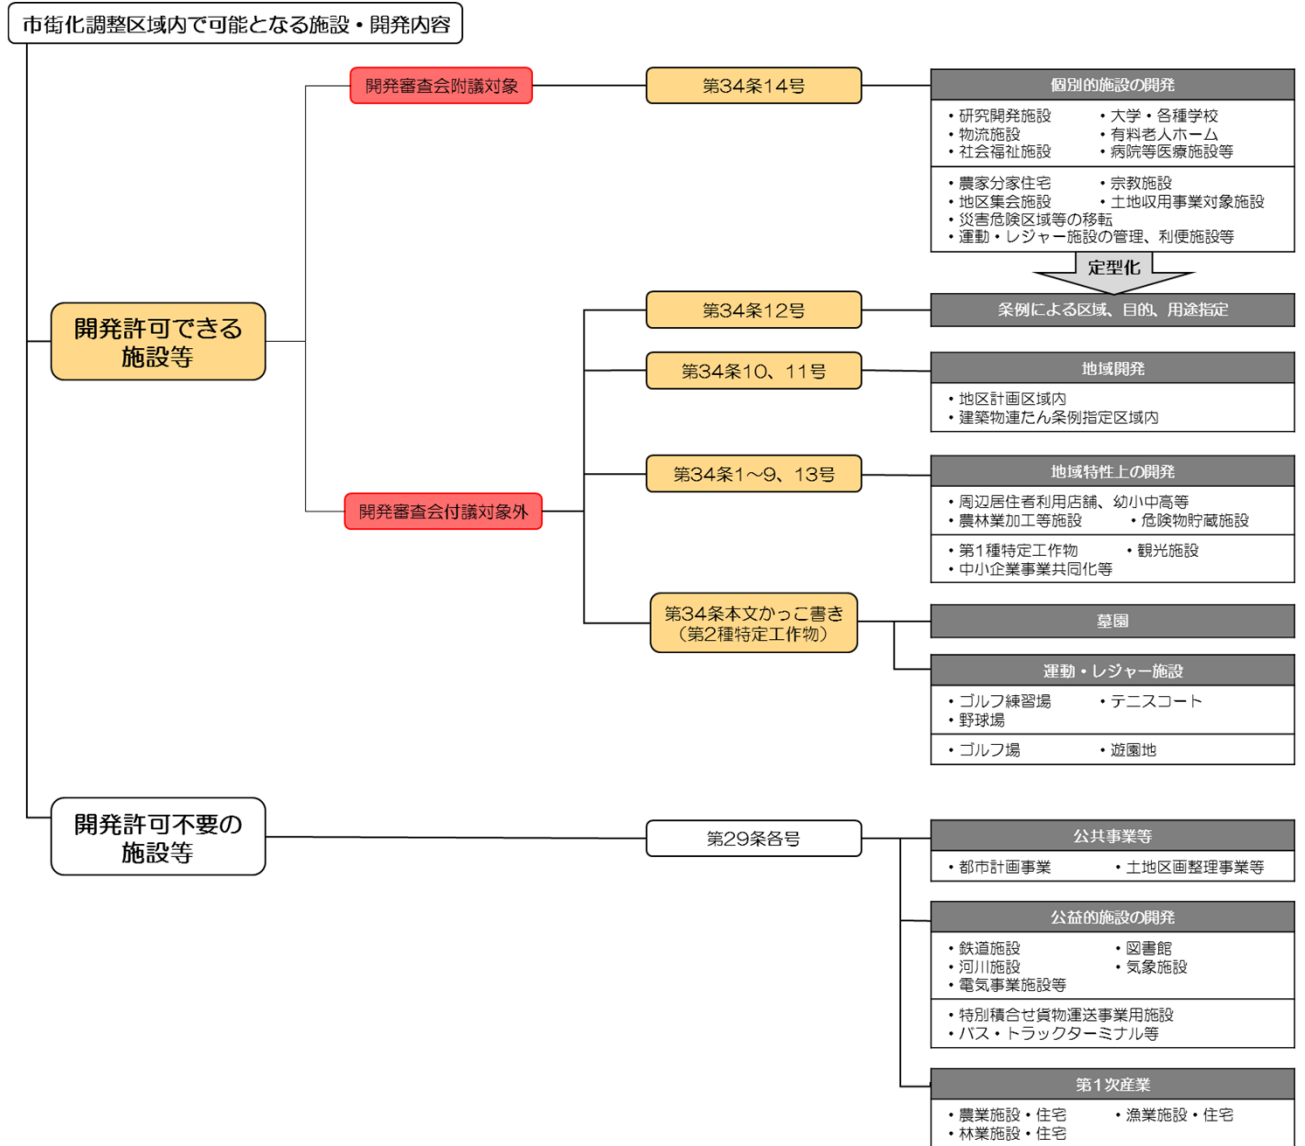 市街化調整区域内で可能となる施設・開発内容
開発審査会附議対象
第34条14号
個別的施設の開発
・研究開発施設 ・大学・各種学校
・物流施設 ・有料老人ホーム
・社会福祉施設 ・病院等医療施設等
・農家分家住宅 ・宗教施設
・地区集会施設 ・土地収用事業対象施設
・災害危険区域等の移転
・運動・レジャー施設の管理、利便施設等
定型化
開発許可できる
施設等
第34条12号
条例による区域、目的、用途指定
第34条10、11号
地域開発
・地区計画区域内
・建築物連たん条例指定区域内
開発審査会付議対象外
第34条1～9、13号
地域特性上の開発
・周辺居住者利用店舗、幼小中高等
・農林業加工等施設 ・危険物貯蔵施設
・第1種特定工作物 ・観光施設
・中小企業事業共同化等
第34条本文かっこ書き
（第2種特定工作物）
墓園
運動・レジャー施設
・ゴルフ練習場 ・テニスコート
・野球場
・ゴルフ場 ・遊園地
開発許可不要の
施設等
第29条各号
公共事業等
・都市計画事業 ・土地区画整理事業等
公益的施設の開発
・鉄道施設 ・図書館
・河川施設 ・気象施設
・電気事業施設等
・特別積合せ貨物運送事業用施設
・バス・トラックターミナル等
第1次産業
・農業施設・住宅 ・漁業施設・住宅
・林業施設・住宅